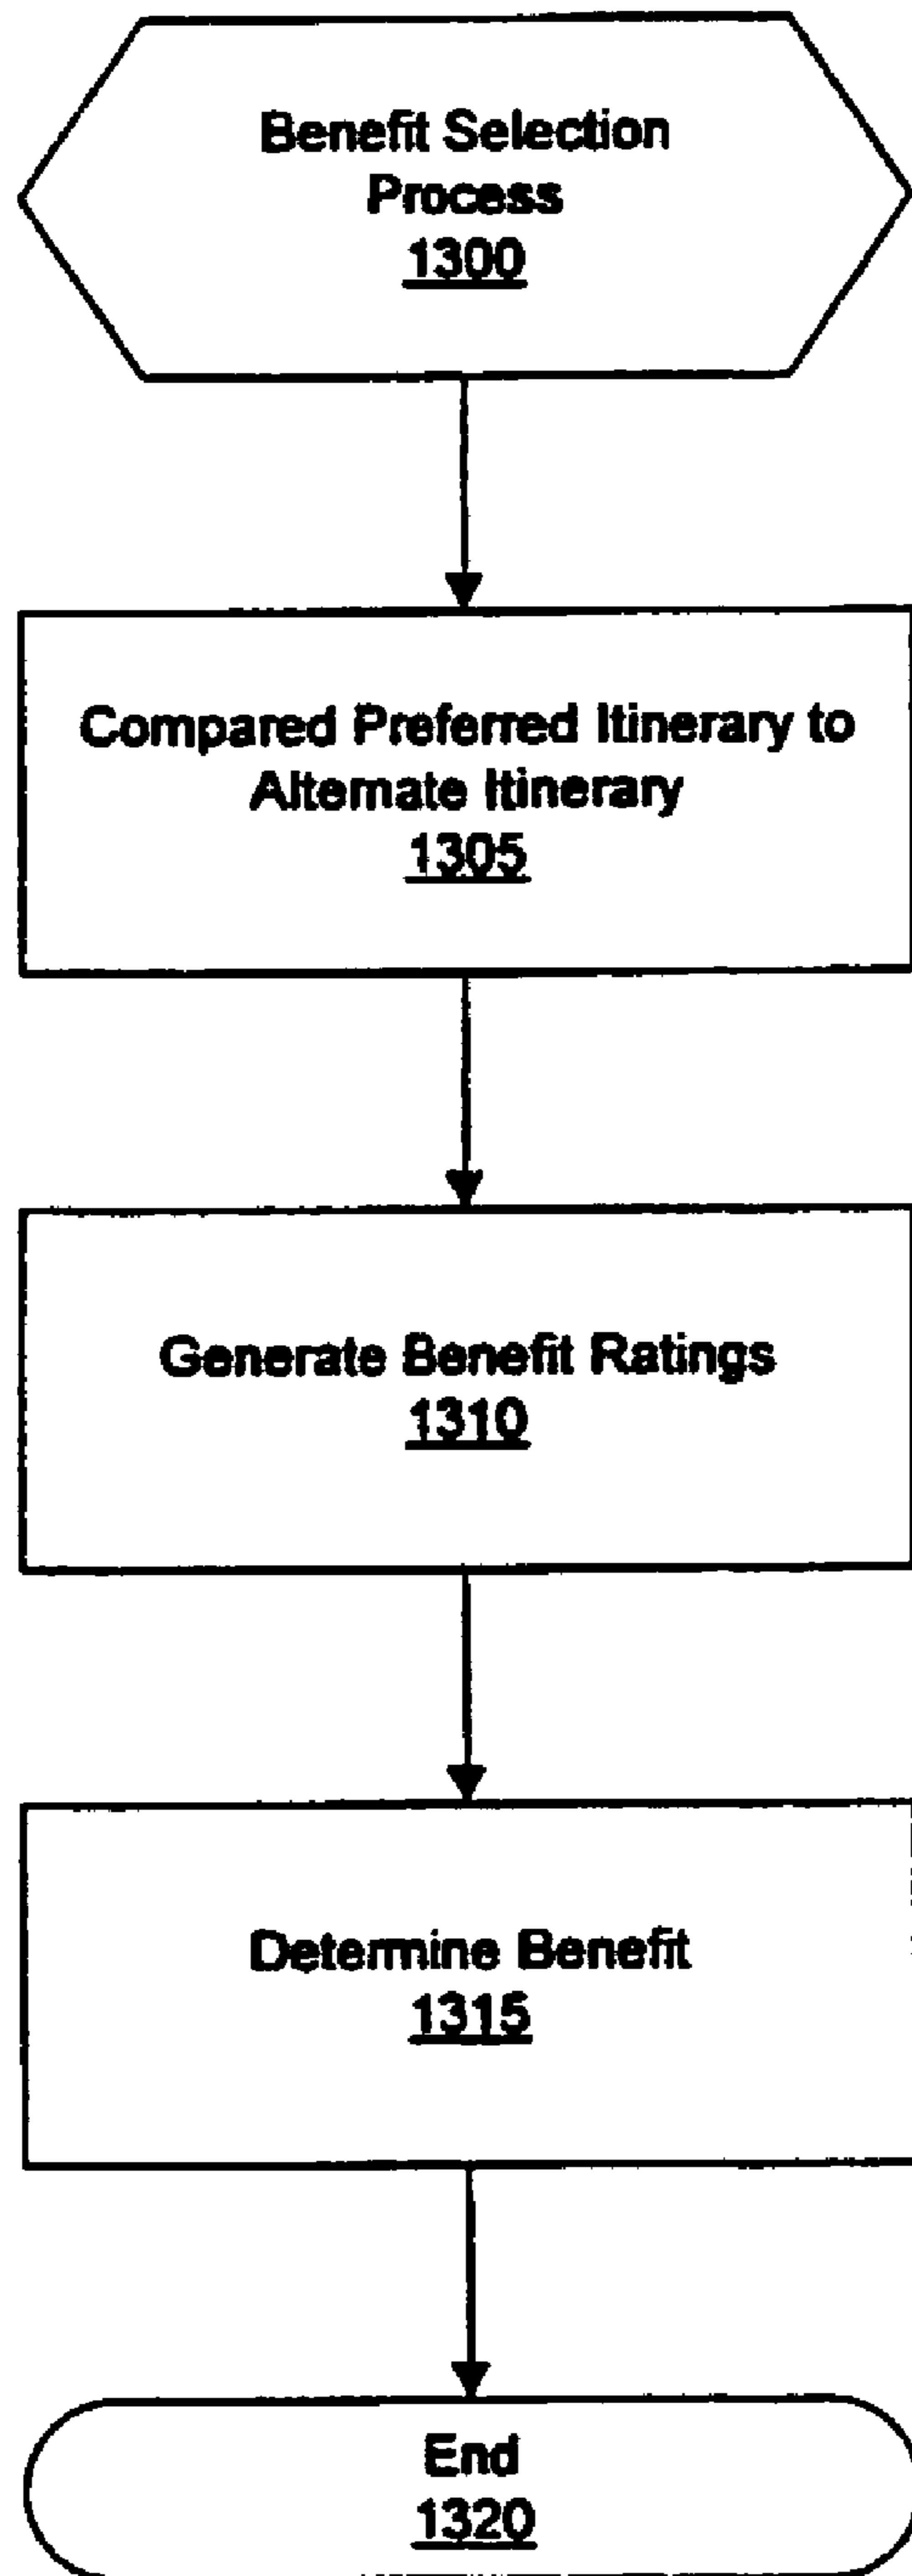 Benefit Selection
Process
1300
Compared Preferred Itinerary to
Alternate Itinerary
1305
Generate Benefit Ratings
1310
Determine Benefit
1315
End
1320